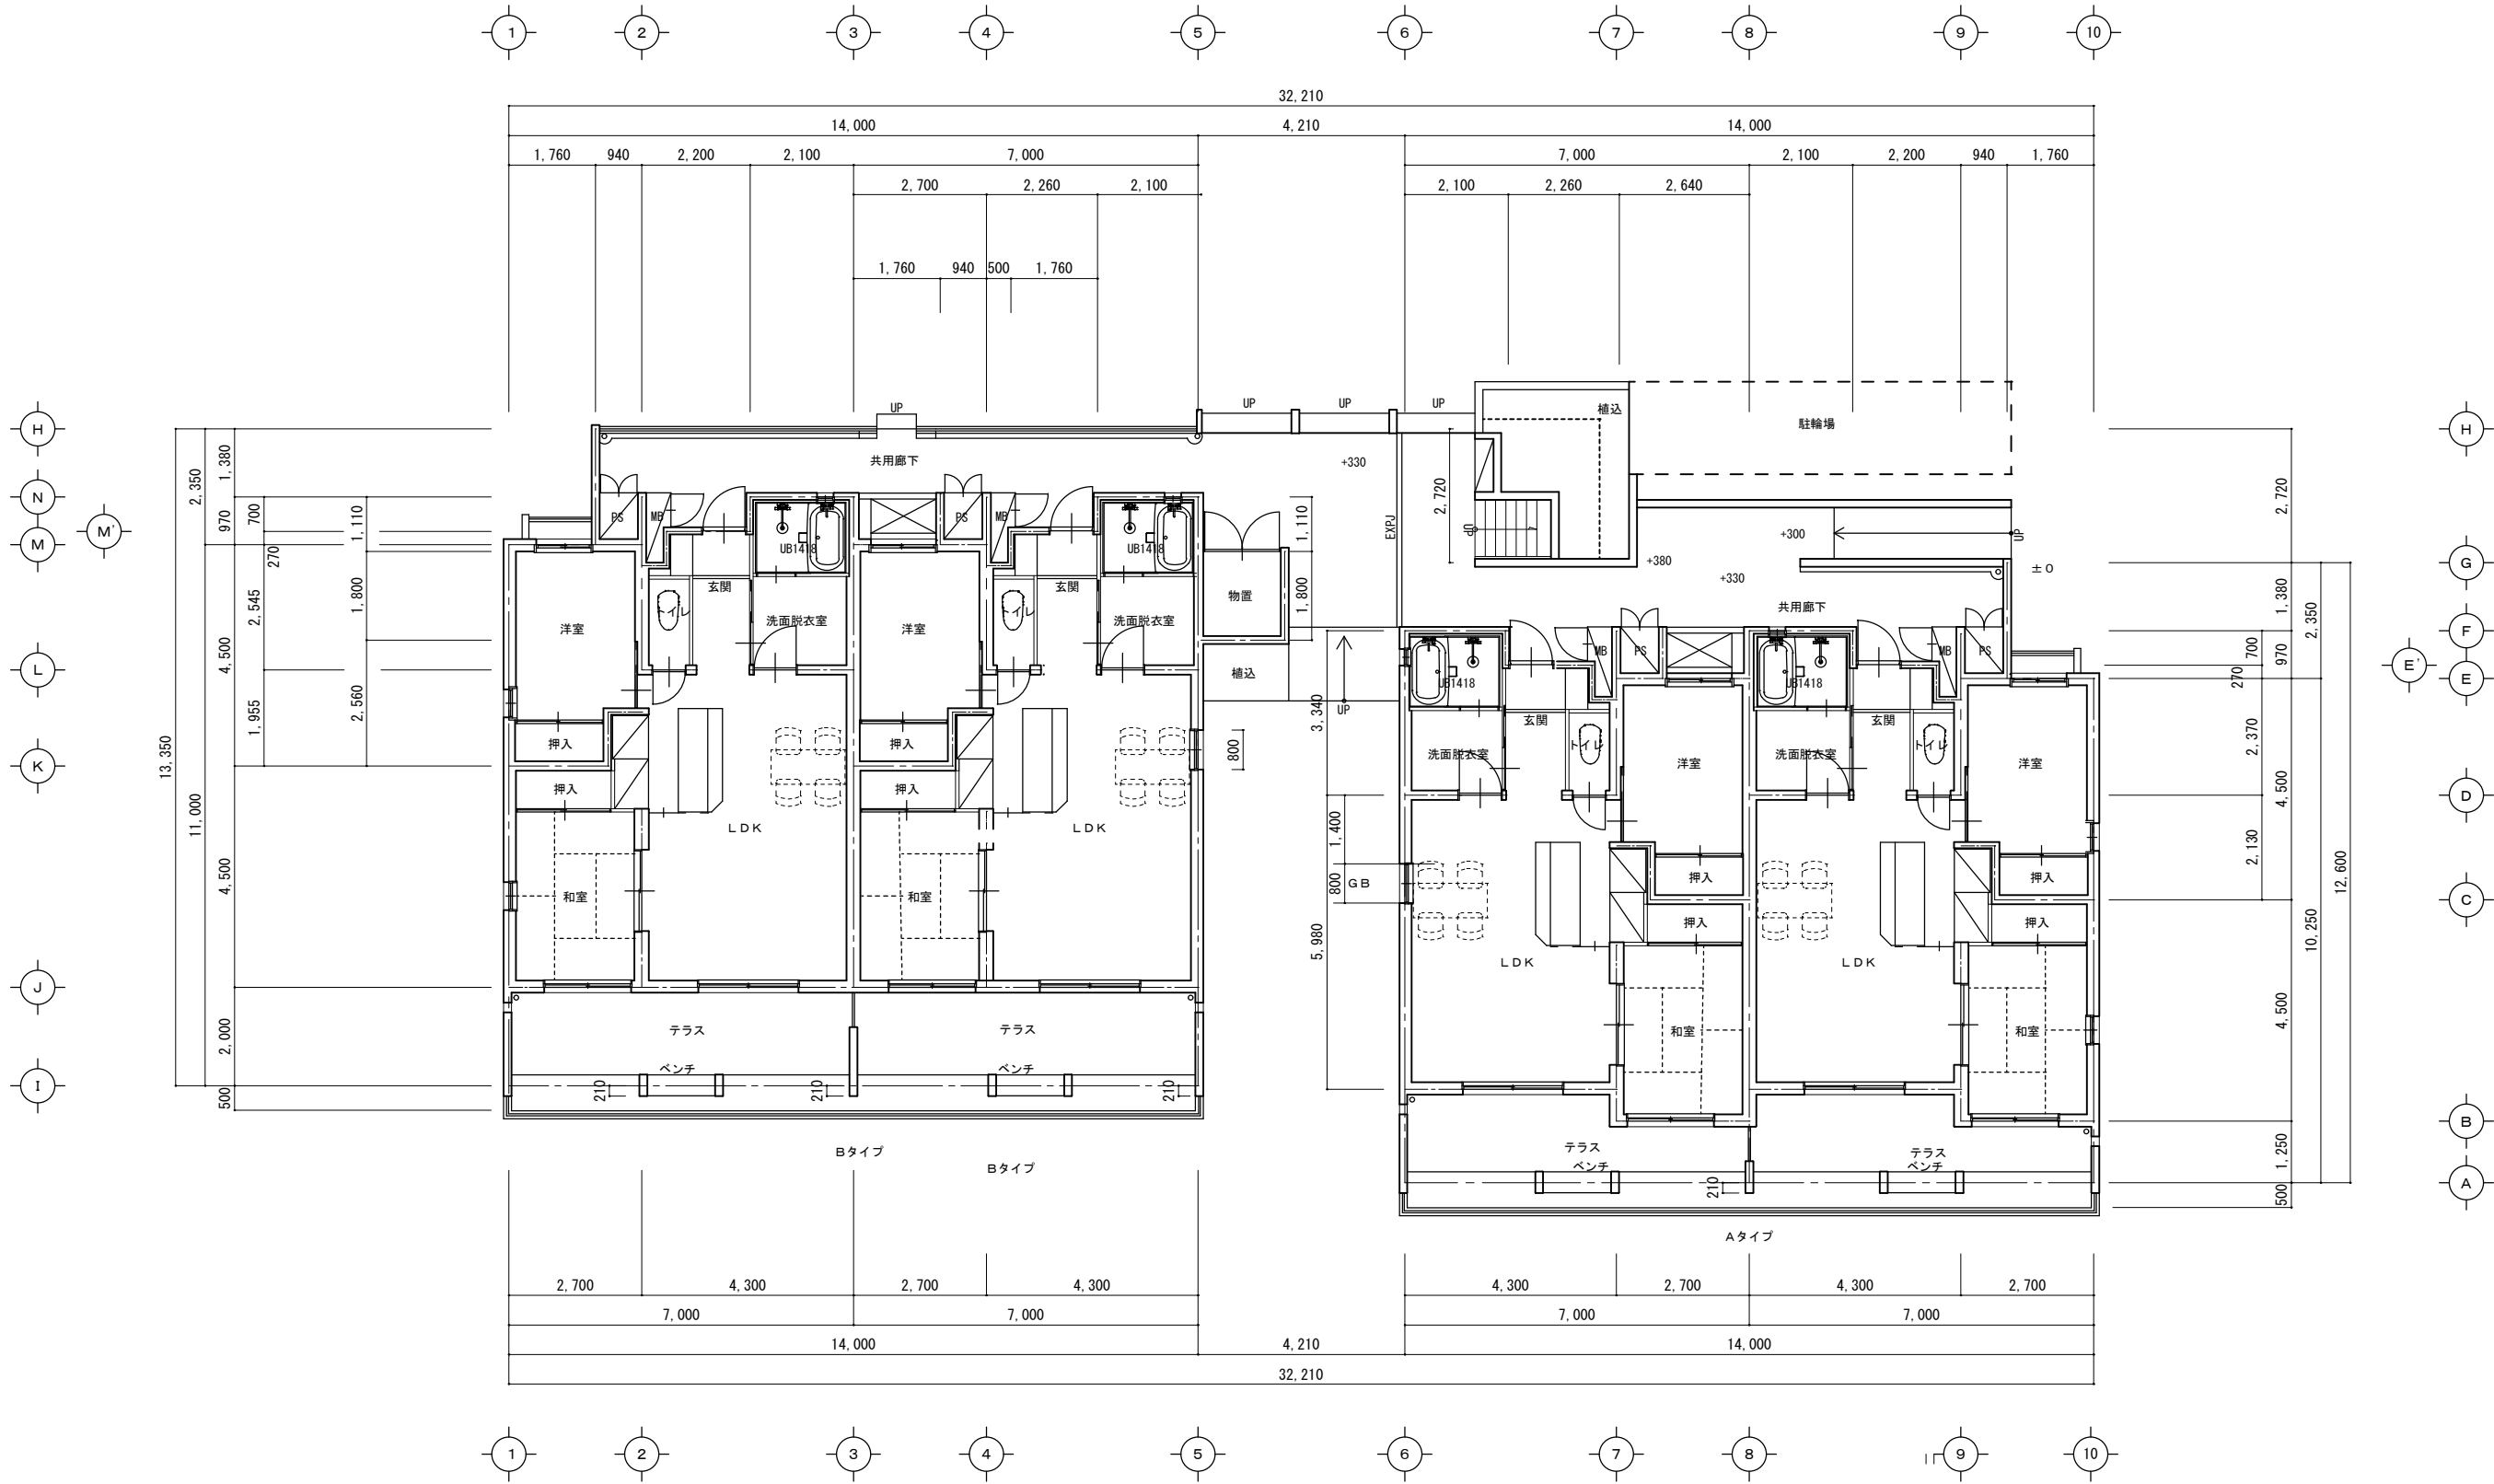 1 2 3 4 5 6 7 8 9 10
32,210
14,000 4,210 14,000
1,760 940 2,200 2,100 7,000 7,000 2,100 2,200 940 1,760
2,700 2,260 2,100 2,100 2,260 2,640
1,760 940 500 1,760
H
N
M
M'
L
K
J
I
13,350
2,350
11,000
1,380
970
4,500
4,500
2,000
500
700
270
2,545
1,955
1,110
1,800
2,560
UP
UP UP UP
植込
駐輪場
共用廊下
+330
EXPJ
2,720
UP
+300
UP
+380
+330
±0
共用廊下
PS MB PS MB
UB1418 UB1418
玄関 玄関
トイレ トイレ
洋室 洗面脱衣室 洋室 洗面脱衣室
物置
1,110
1,800
植込
押入 押入
押入 押入
800
LDK LDK
和室 和室
テラス テラス
ベンチ ベンチ
210 210 210
Bタイプ
Bタイプ
UP
3,340
1,400
800
GB
5,980
MB PS MB PS
UB1418 UB1418
玄関 玄関
トイレ トイレ
洗面脱衣室 洋室 洗面脱衣室 洋室
押入 押入
押入 押入
LDK LDK
和室 和室
テラス テラス
ベンチ ベンチ
210
Aタイプ
H
G
F
E
E'
D
C
B
A
2,720
1,380
970
4,500
4,500
1,250
500
700
270
2,370
2,130
2,350
10,250
12,600
2,700 4,300 2,700 4,300 4,300 2,700 4,300 2,700
7,000 7,000 7,000 7,000
14,000 4,210 14,000
32,210
1 2 3 4 5 6 7 8 9 10